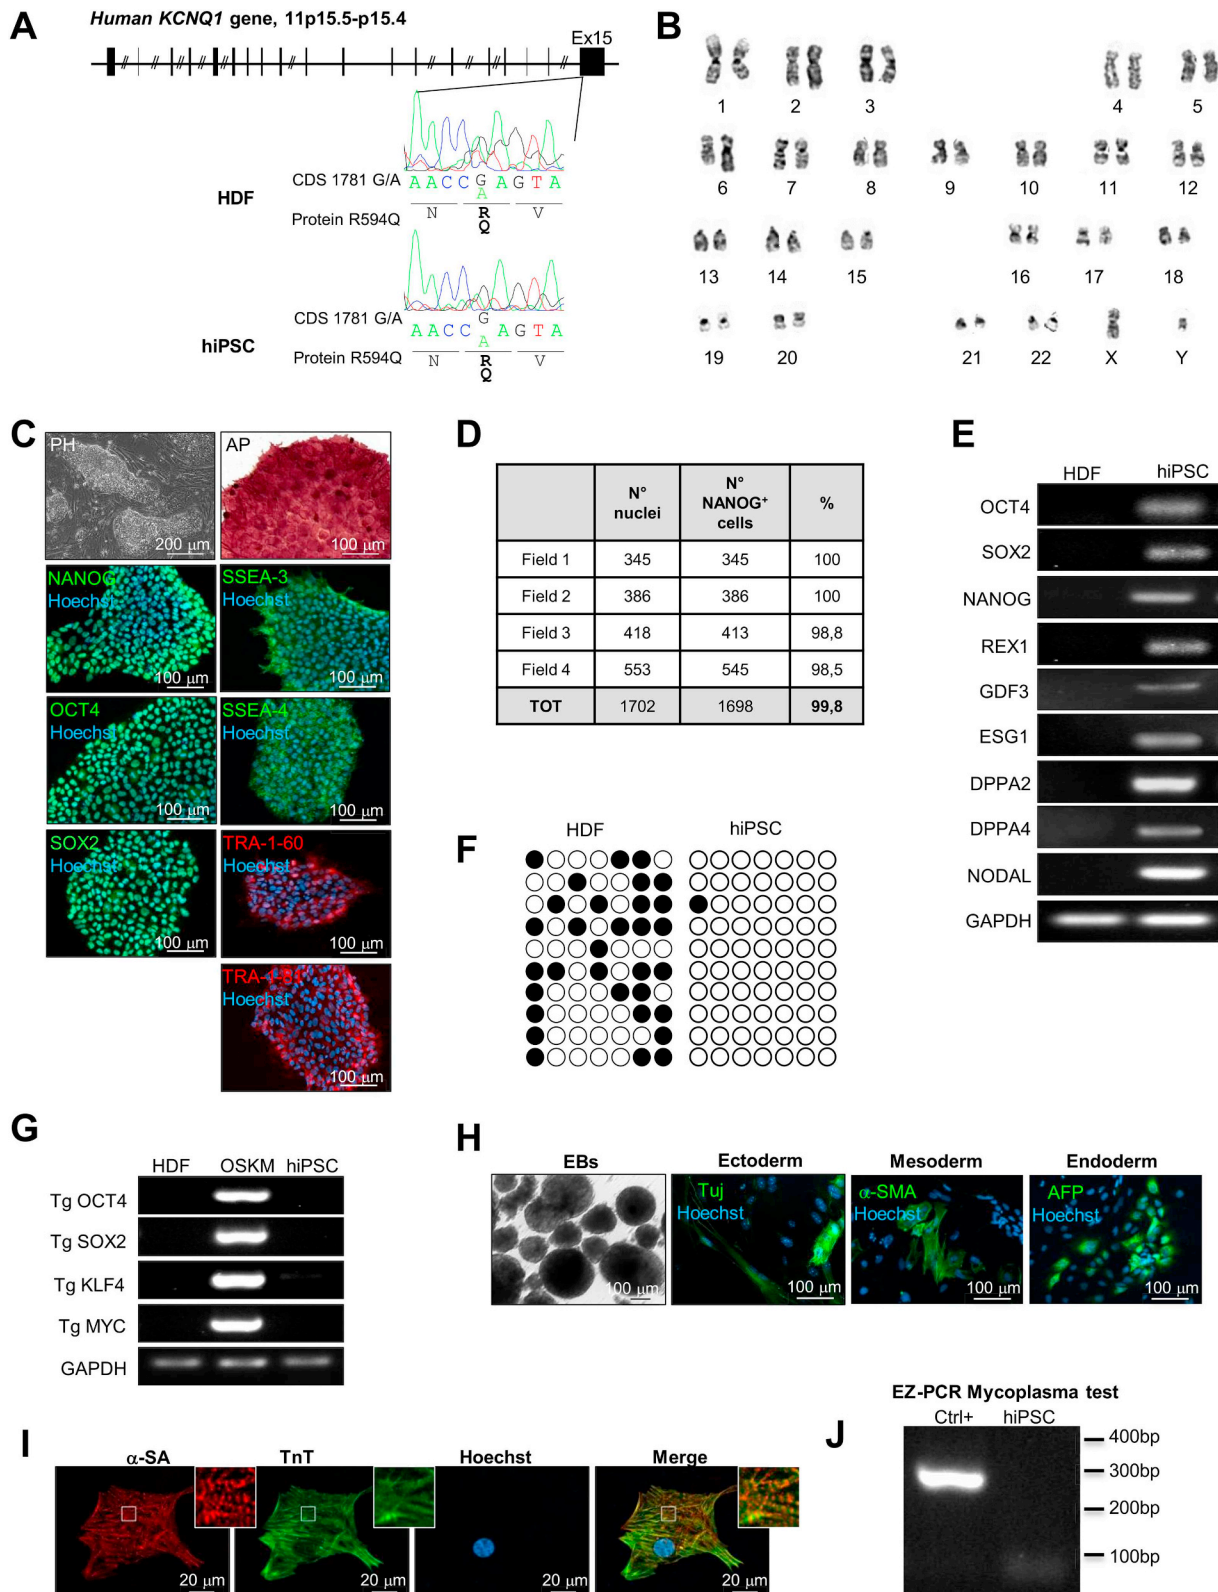 A
Human KCNQ1 gene, 11p15.5-p15.4
Ex15
HDF
CDS 1781 G/A
A A C C G A G T A
A
Protein R594Q
N R V
Q
hiPSC
CDS 1781 G/A
A A C C G A G T A
A
Protein R594Q
N R V
Q
B
1 2 3 4 5
6 7 8 9 10 11 12
13 14 15 16 17 18
19 20 21 22 X Y
C
PH
200 µm
AP
100 µm
NANOG
Hoechst
100 µm
SSEA-3
Hoechst
100 µm
OCT4
Hoechst
100 µm
SSEA-4
Hoechst
100 µm
SOX2
Hoechst
100 µm
TRA-1-60
Hoechst
100 µm
TRA-1-81
Hoechst
100 µm
D
N° nuclei
N° NANOG+ cells
%
Field 1 345 345 100
Field 2 386 386 100
Field 3 418 413 98,8
Field 4 553 545 98,5
TOT 1702 1698 99,8
E
HDF hiPSC
OCT4
SOX2
NANOG
REX1
GDF3
ESG1
DPPA2
DPPA4
NODAL
GAPDH
F
HDF hiPSC
G
HDF OSKM hiPSC
Tg OCT4
Tg SOX2
Tg KLF4
Tg MYC
GAPDH
H
EBs
100 µm
Ectoderm
Tuj
Hoechst
100 µm
Mesoderm
α-SMA
Hoechst
100 µm
Endoderm
AFP
Hoechst
100 µm
I
α-SA TnT Hoechst Merge
20 µm 20 µm 20 µm 20 µm
J
EZ-PCR Mycoplasma test
Ctrl+ hiPSC
400bp
300bp
200bp
100bp